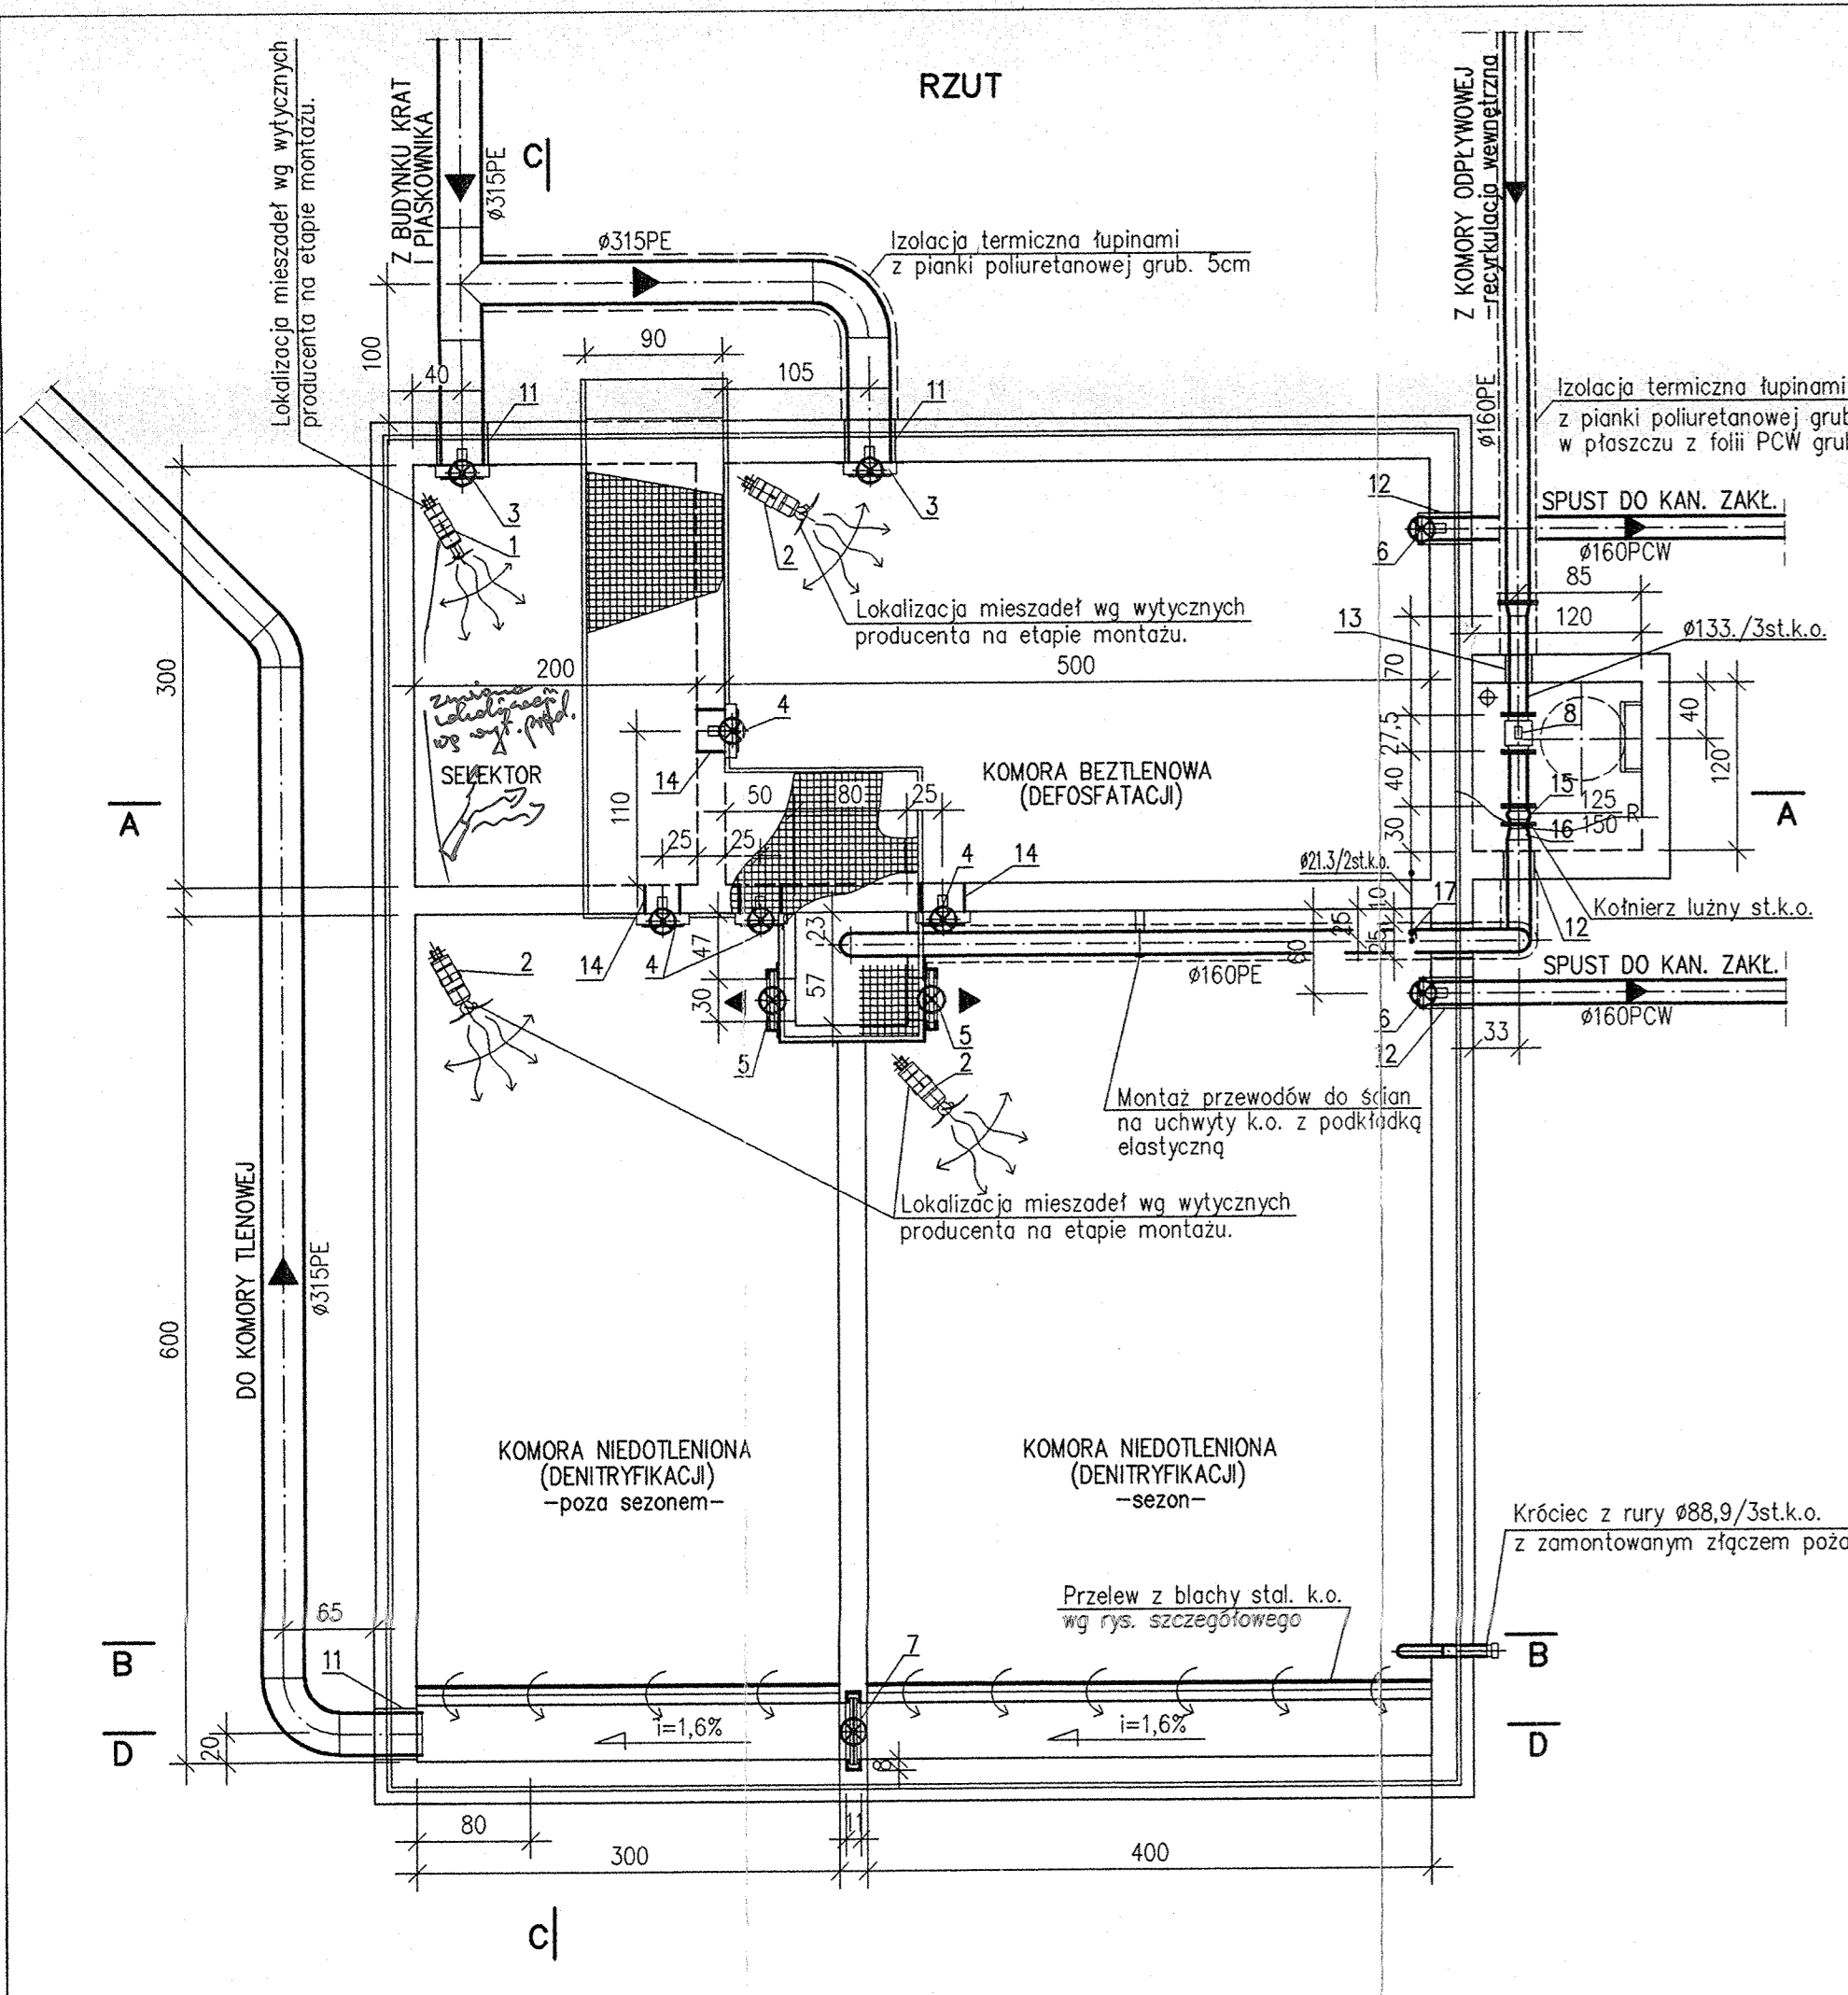 RZUT
Lokalizacja mieszadeł wg wytycznych
producenta na etapie montażu.
Z BUDYNKU KRAT
I PIASKOWNIKA
ø315PE
C
ø315PE
Izolacja termiczna łupinami
z pianki poliuretanowej grub. 5cm
Z KOMORY ODPŁYWOWEJ
-recyrkulacja wewnętrzna
ø160PE
Izolacja termiczna łupinami
z pianki poliuretanowej
w płaszczu z folii PCW
100
40
11
90
105
11
3
1
2
3
12
6
SPUST DO KAN. ZAKŁ.
ø160PCW
85
120
ø133./3st.k.o.
13
Lokalizacja mieszadeł wg wytycznych
producenta na etapie montażu.
300
200
500
70
zmiana
lokalizacji
SELEKTOR
4
14
27,5
8
40
120
KOMORA BEZTLENOWA
(DEFOSFATACJI)
A
110
50
80
25
40
15
125
150
R
16
A
25
25
30
ø21.3/2st.k.o.
4
14
10
17
Kołnierz luźny st.k.o.
12
2
14
4
47
23
25
60
ø160PE
SPUST DO KAN. ZAKŁ.
ø160PCW
30
57
5
5
2
6
12
33
Montaż przewodów do ścian
na uchwyty k.o. z podkładką
elastyczną
Lokalizacja mieszadeł wg wytycznych
producenta na etapie montażu.
DO KOMORY TLENOWEJ
ø315PE
600
KOMORA NIEDOTLENIONA
(DENITRYFIKACJI)
-poza sezonem-
KOMORA NIEDOTLENIONA
(DENITRYFIKACJI)
-sezon-
Króciec z rury ø88,9/3st.k.o.
z zamontowanym złączem
Przelew z blachy stal. k.o.
wg rys. szczegółowego
65
B
11
7
B
D
20
i=1,6%
i=1,6%
D
8
80
11
300
400
C